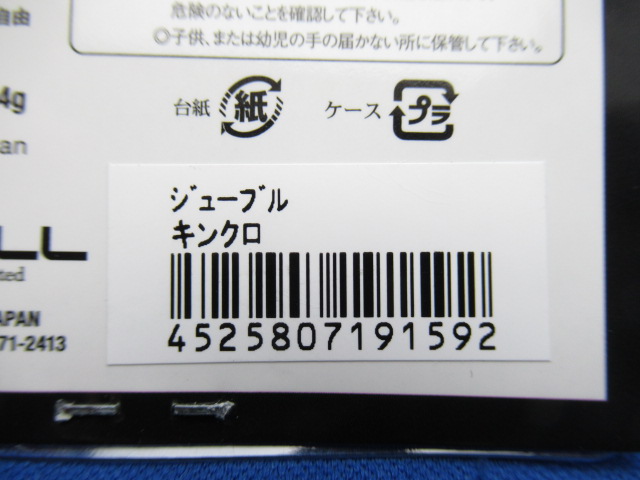 自由
危険のないことを確認して下さい。
◎子供、または幼児の手の届かない所に保管して下さい。
4g
台紙 紙 ケース プラ
an
ｼﾞｭｰブル
キンクロ
LL
ted
APAN
71-2413
4525807191592